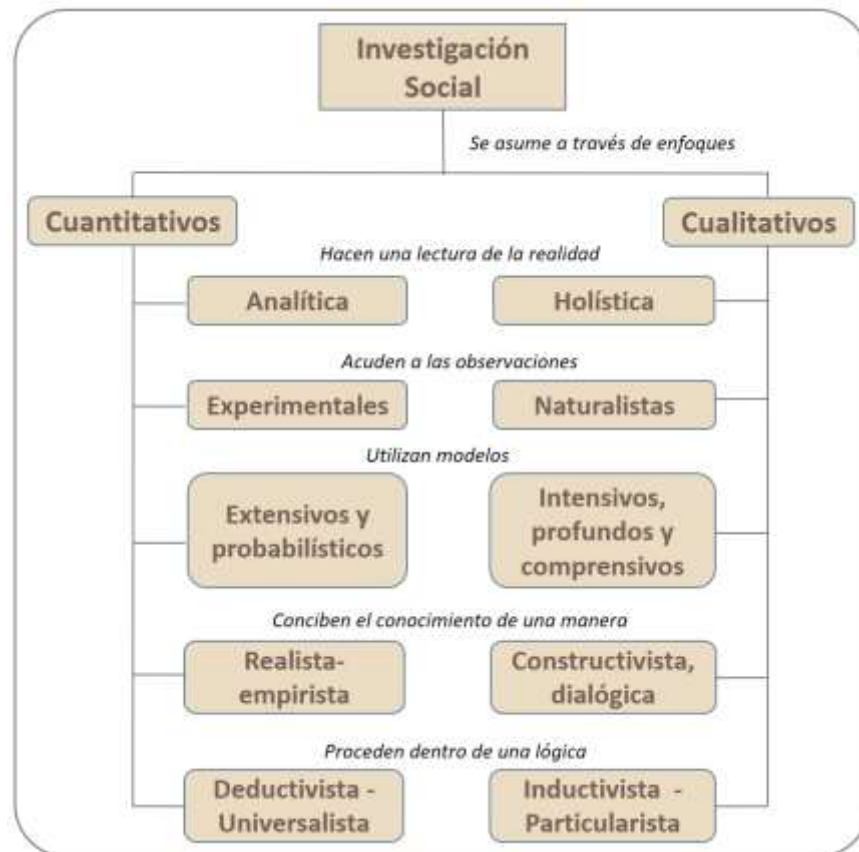 Investigación
Social
Se asume a través de enfoques
Cuantitativos
Cualitativos
Hacen una lectura de la realidad
Analítica
Holística
Acuden a las observaciones
Experimentales
Naturalistas
Utilizan modelos
Extensivos y
probabilísticos
Intensivos,
profundos y
comprensivos
Conciben el conocimiento de una manera
Realista-
empirista
Constructivista,
dialógica
Proceden dentro de una lógica
Deductivista -
Universalista
Inductivista -
Particularista